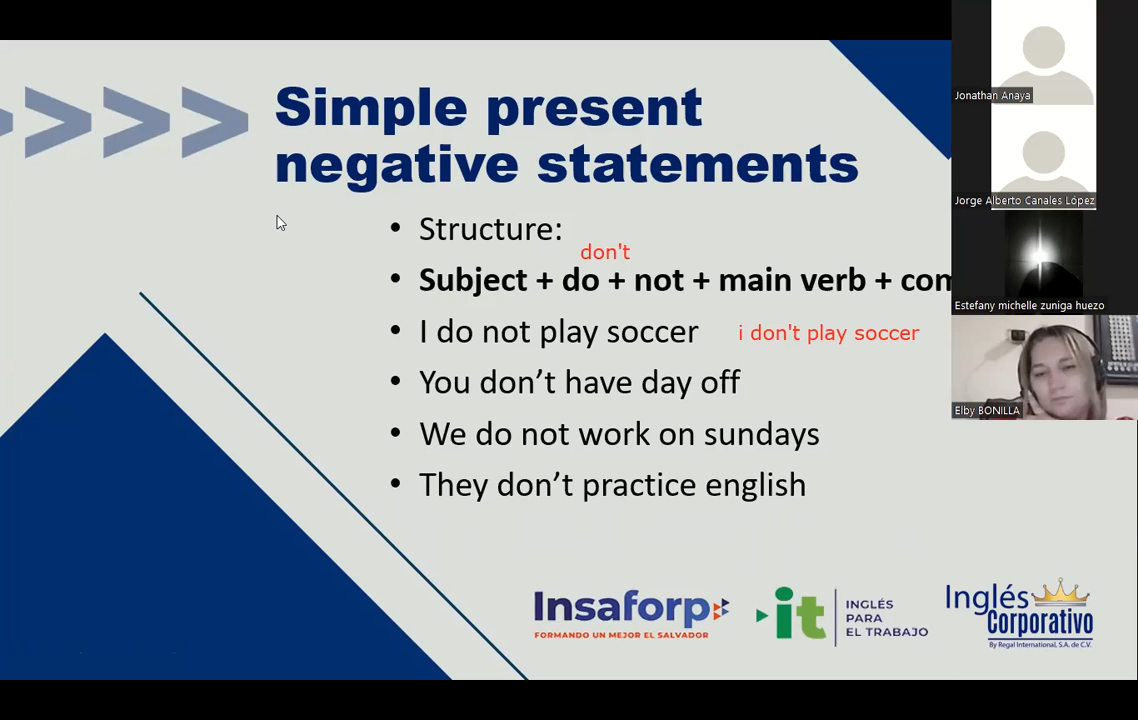 Simple present
negative statements
• Structure:
don't
• Subject + do + not + main verb + com
• I do not play soccer
i don't play soccer
• You don’t have day off
• We do not work on sundays
• They don’t practice english
Insaforp
FORMANDO UN MEJOR EL SALVADOR
it
INGLÉS
PARA
EL TRABAJO
Inglés
Corporativo
By Regal International, S.A. de C.V.
Jonathan Anaya
Jorge Alberto Canales López
Estefany michelle zuniga huezo
Elby BONILLA